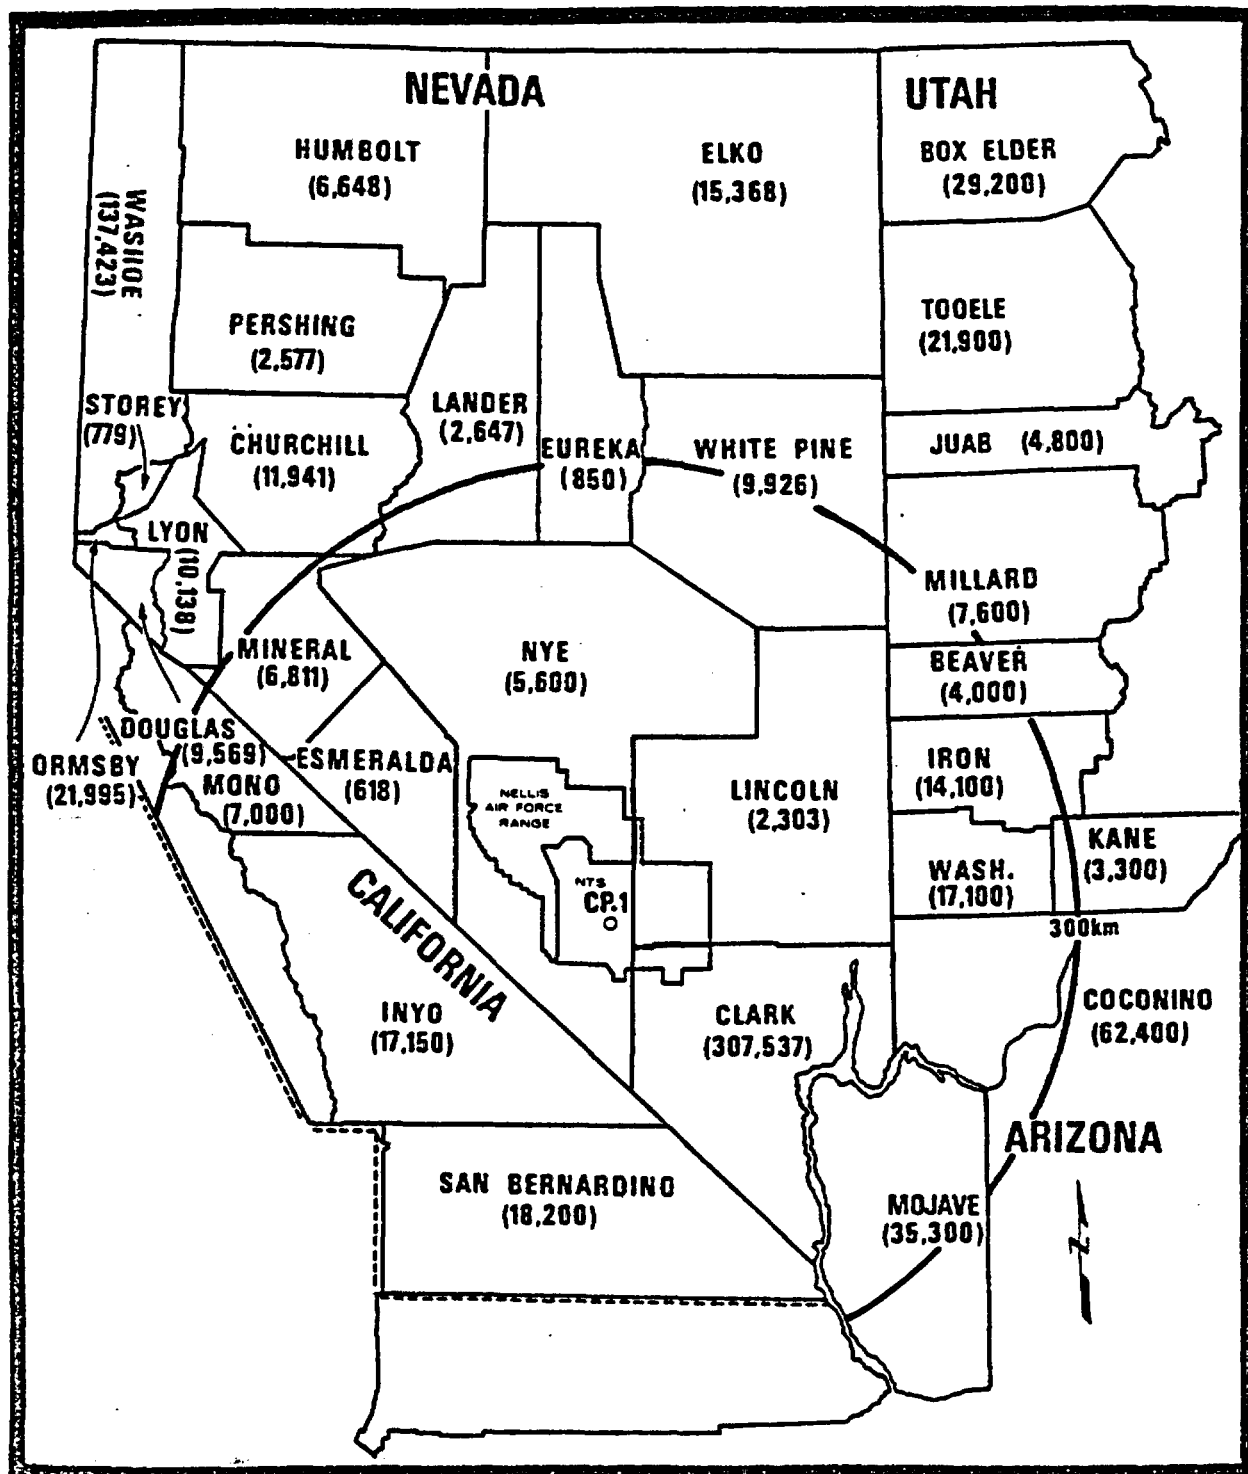 NEVADA
UTAH
HUMBOLT
(6,648)
ELKO
(15,368)
BOX ELDER
(29,200)
WASHOE
(137,423)
PERSHING
(2,577)
TOOELE
(21,900)
STOREY
(779)
CHURCHILL
(11,941)
LANDER
(2,647)
EUREKA
(850)
WHITE PINE
(9,926)
JUAB (4,800)
LYON
(10,138)
MILLARD
(7,600)
MINERAL
(6,811)
NYE
(5,600)
BEAVER
(4,000)
DOUGLAS
(9,569)
ORMSBY
(21,995)
MONO
(7,000)
ESMERALDA
(618)
NELLIS
AIR FORCE
RANGE
LINCOLN
(2,303)
IRON
(14,100)
KANE
(3,300)
WASH.
(17,100)
NTS
CP.1
300km
CALIFORNIA
INYO
(17,150)
CLARK
(307,537)
COCONINO
(62,400)
ARIZONA
SAN BERNARDINO
(18,200)
MOJAVE
(35,300)
N